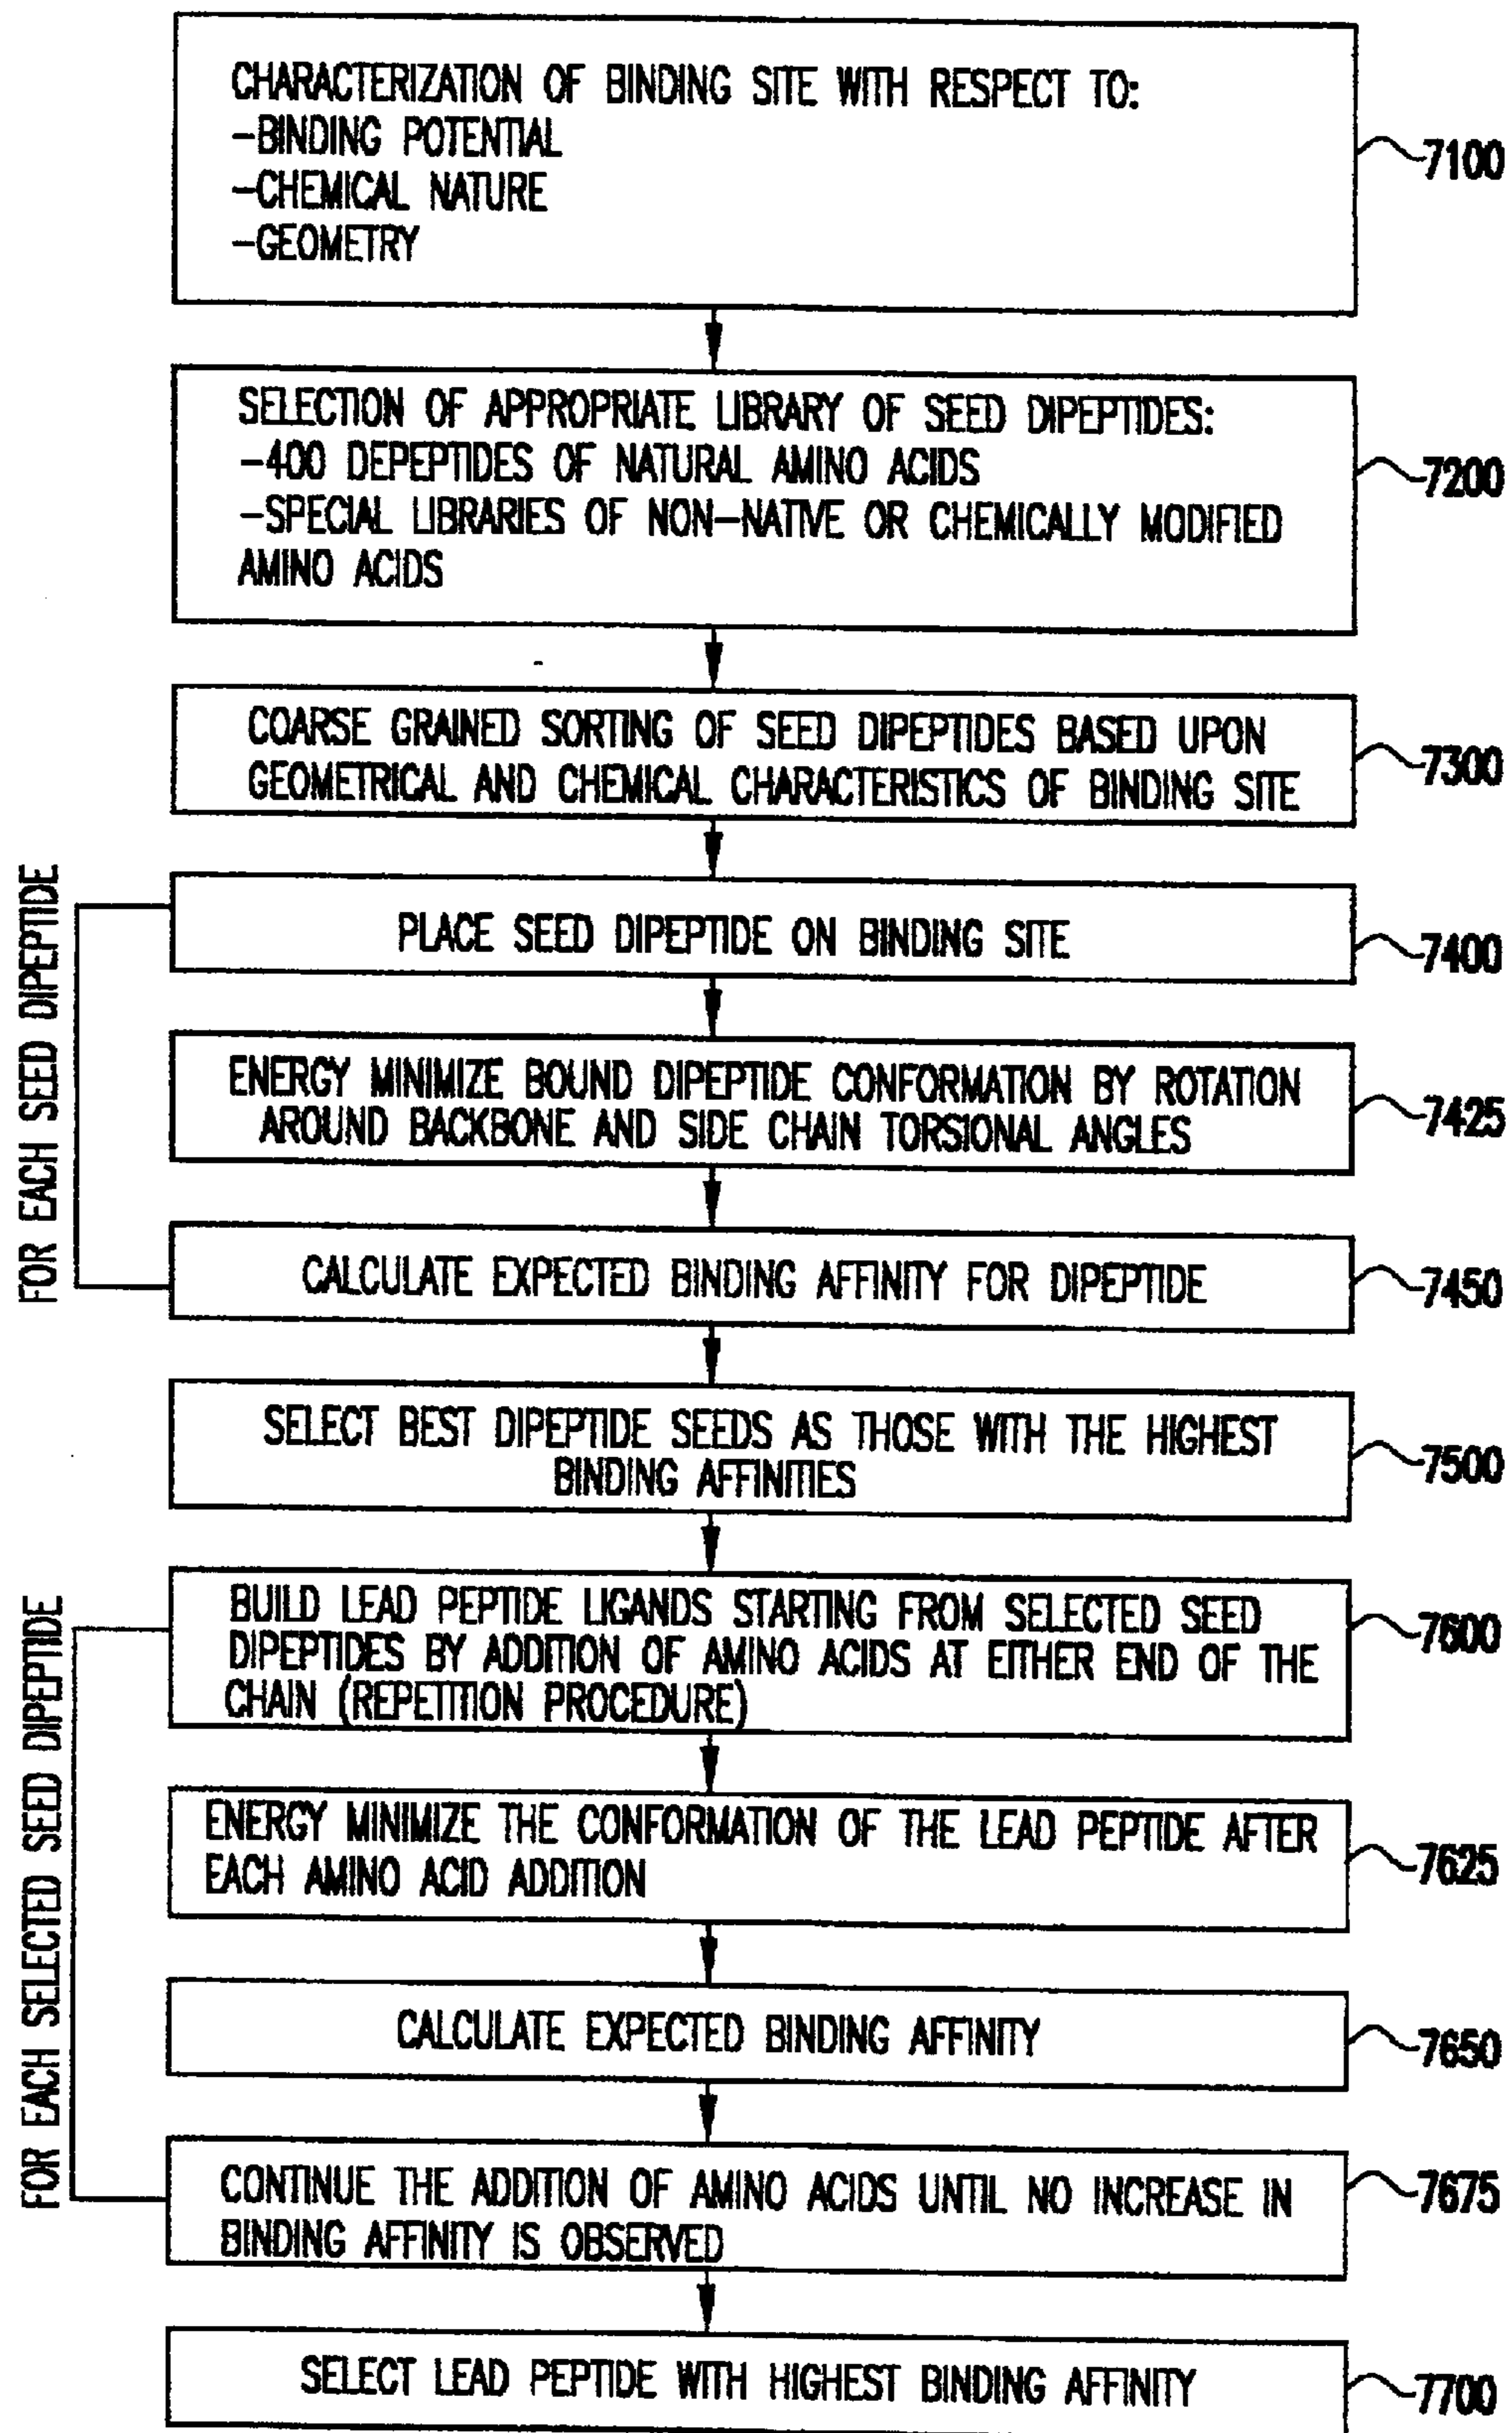 CHARACTERIZATION OF BINDING SITE WITH RESPECT TO:
-BINDING POTENTIAL
-CHEMICAL NATURE
-GEOMETRY
7100
SELECTION OF APPROPRIATE LIBRARY OF SEED DIPEPTIDES:
-400 DEPEPTIDES OF NATURAL AMINO ACIDS
-SPECIAL LIBRARIES OF NON-NATIVE OR CHEMICALLY MODIFIED
AMINO ACIDS
7200
COARSE GRAINED SORTING OF SEED DIPEPTIDES BASED UPON
GEOMETRICAL AND CHEMICAL CHARACTERISTICS OF BINDING SITE
7300
FOR EACH SEED DIPEPTIDE
PLACE SEED DIPEPTIDE ON BINDING SITE
7400
ENERGY MINIMIZE BOUND DIPEPTIDE CONFORMATION BY ROTATION
AROUND BACKBONE AND SIDE CHAIN TORSIONAL ANGLES
7425
CALCULATE EXPECTED BINDING AFFINITY FOR DIPEPTIDE
7450
SELECT BEST DIPEPTIDE SEEDS AS THOSE WITH THE HIGHEST
BINDING AFFINITIES
7500
FOR EACH SELECTED SEED DIPEPTIDE
BUILD LEAD PEPTIDE LIGANDS STARTING FROM SELECTED SEED
DIPEPTIDES BY ADDITION OF AMINO ACIDS AT EITHER END OF THE
CHAIN (REPETITION PROCEDURE)
7600
ENERGY MINIMIZE THE CONFORMATION OF THE LEAD PEPTIDE AFTER
EACH AMINO ACID ADDITION
7625
CALCULATE EXPECTED BINDING AFFINITY
7650
CONTINUE THE ADDITION OF AMINO ACIDS UNTIL NO INCREASE IN
BINDING AFFINITY IS OBSERVED
7675
SELECT LEAD PEPTIDE WITH HIGHEST BINDING AFFINITY
7700